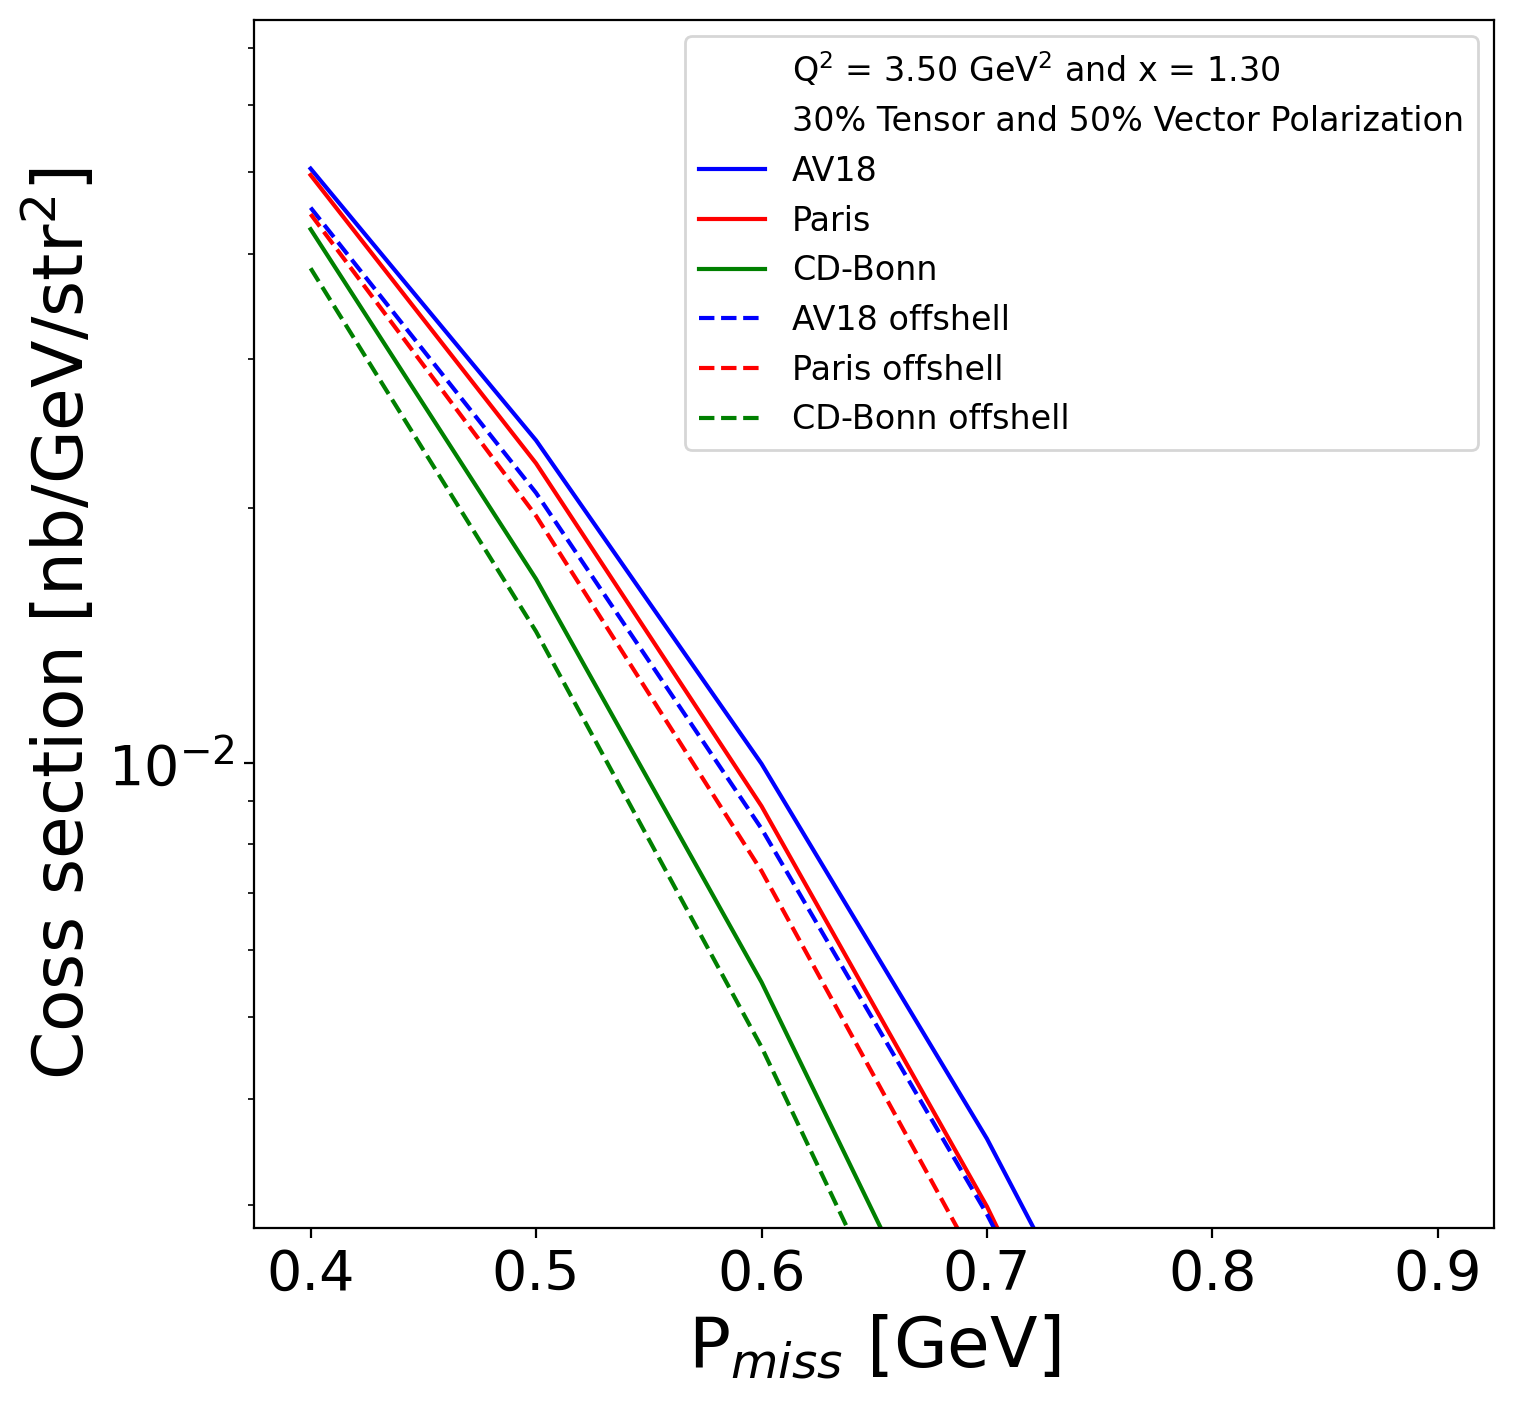 Coss section [nb/GeV/str²]
10⁻²
Q² = 3.50 GeV² and x = 1.30
30% Tensor and 50% Vector Polarization
AV18
Paris
CD-Bonn
AV18 offshell
Paris offshell
CD-Bonn offshell
0.4 0.5 0.6 0.7 0.8 0.9
P_miss [GeV]